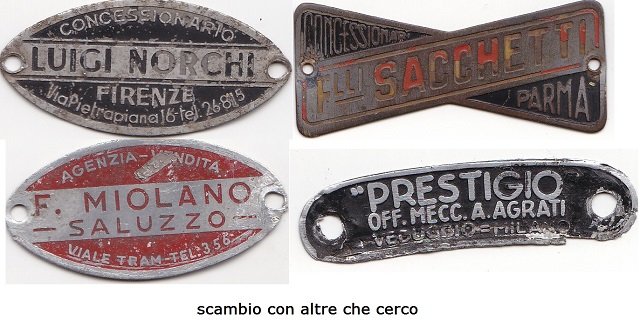 CONCESSIONARIO
LUIGI NORCHI
FIRENZE
Via Pietrapiana 16-tel. 26815
CONCESSIONARI
F.LLI SACCHETTI
PARMA
AGENZIA-VENDITA
F. MIOLANO
- SALUZZO -
VIALE TRAM-TEL: 356
"PRESTIGIO
OFF. MECC. A. AGRATI
VEDUGGIO=MILANO
scambio con altre che cerco